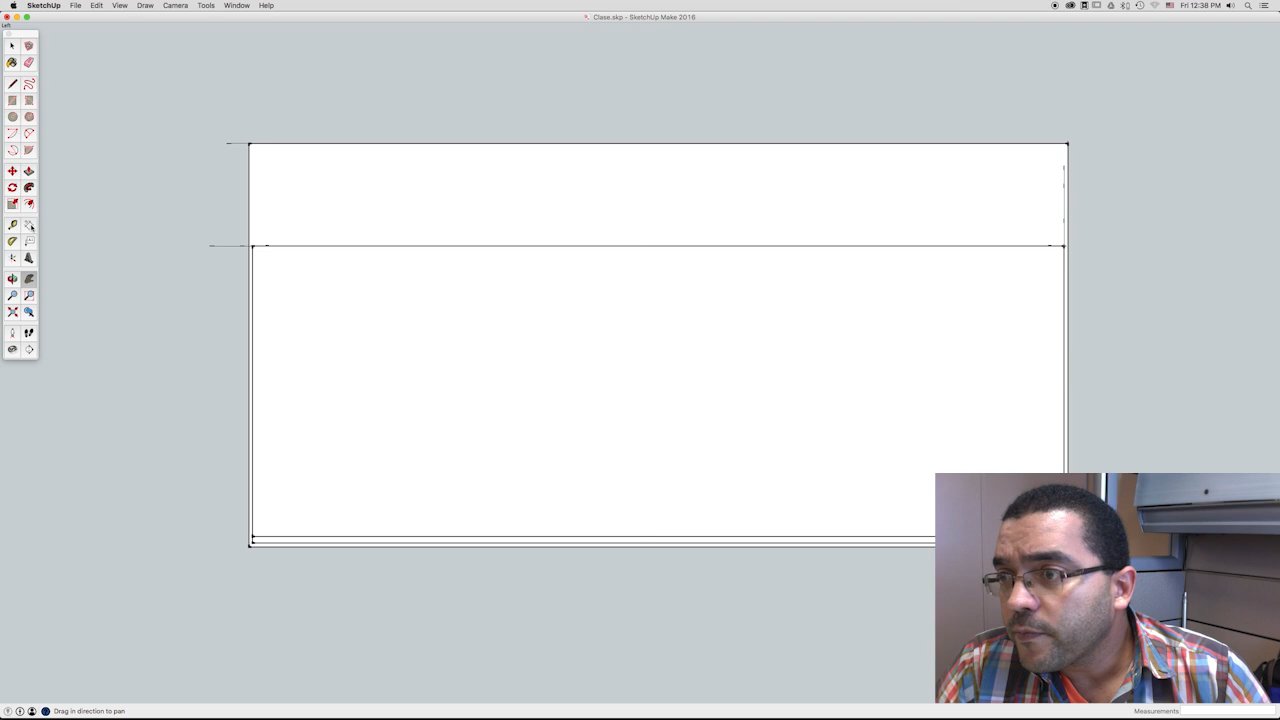 SketchUp File Edit View Draw Camera Tools Window Help Fri 12:38 PM
Clase.skp - SketchUp Make 2016
Left
Drag in direction to pan Measurements